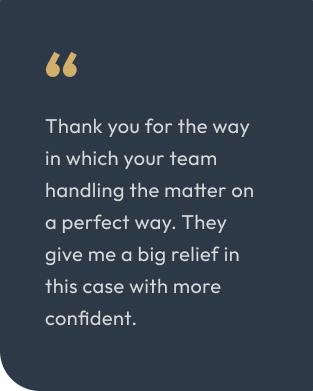 “
Thank you for the way
in which your team
handling the matter on
a perfect way. They
give me a big relief in
this case with more
confident.